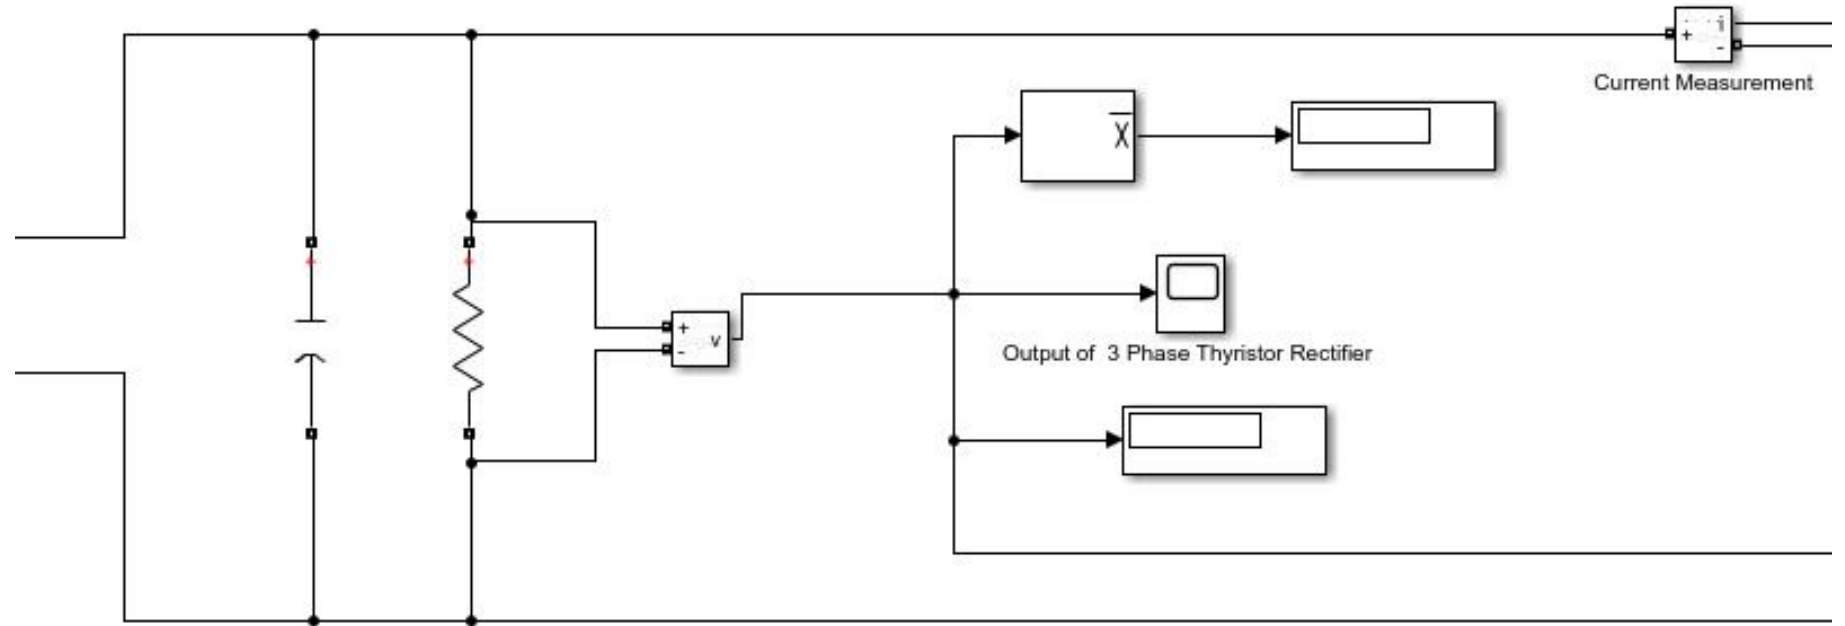 i
+
-
Current Measurement
X
+
v
-
Output of  3 Phase Thyristor Rectifier